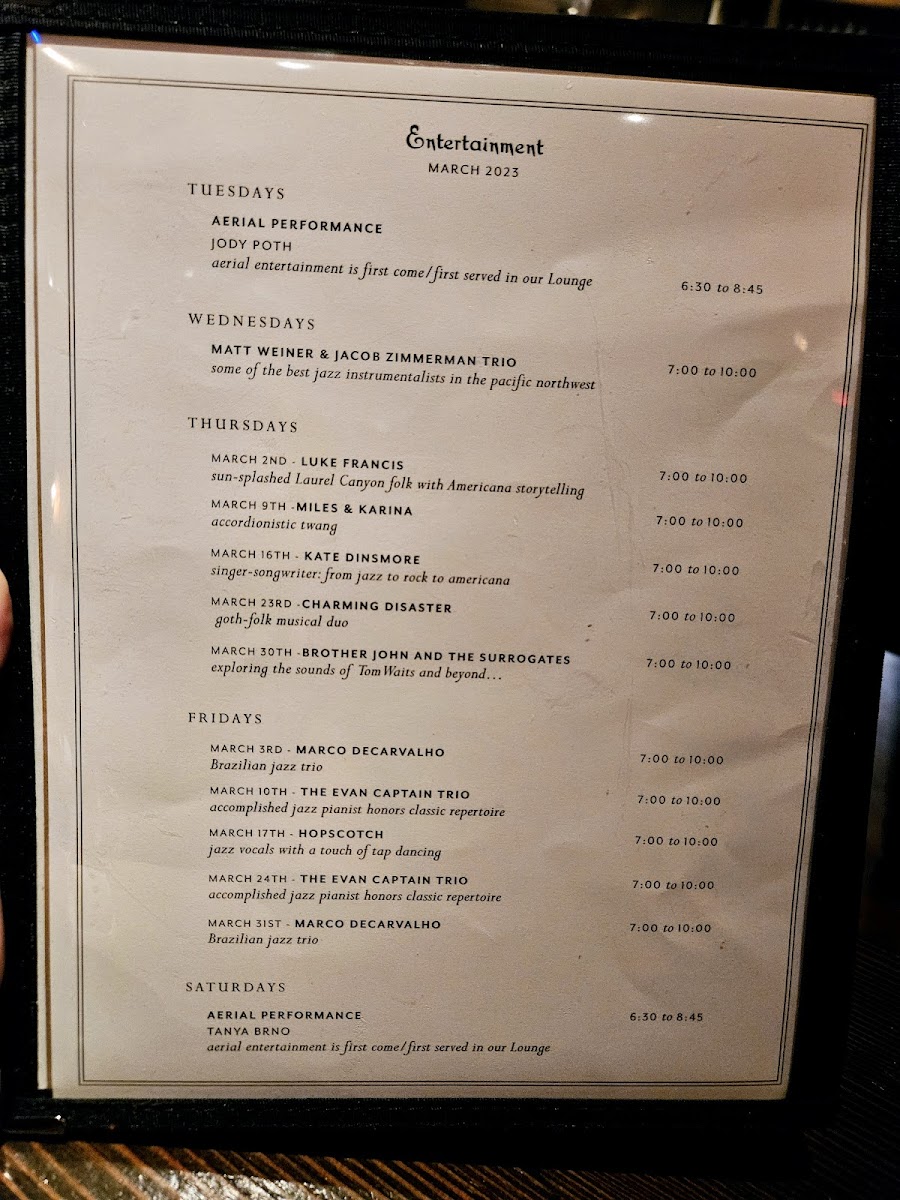 Entertainment
MARCH 2023
TUESDAYS
AERIAL PERFORMANCE
JODY POTH
aerial entertainment is first come/first served in our Lounge
6:30 to 8:45
WEDNESDAYS
MATT WEINER & JACOB ZIMMERMAN TRIO
some of the best jazz instrumentalists in the pacific northwest
7:00 to 10:00
THURSDAYS
MARCH 2ND - LUKE FRANCIS
sun-splashed Laurel Canyon folk with Americana storytelling
7:00 to 10:00
MARCH 9TH -MILES & KARINA
accordionistic twang
7:00 to 10:00
MARCH 16TH - KATE DINSMORE
singer-songwriter: from jazz to rock to americana
7:00 to 10:00
MARCH 23RD -CHARMING DISASTER
goth-folk musical duo
7:00 to 10:00
MARCH 30TH -BROTHER JOHN AND THE SURROGATES
exploring the sounds of Tom Waits and beyond...
7:00 to 10:00
FRIDAYS
MARCH 3RD - MARCO DECARVALHO
Brazilian jazz trio
7:00 to 10:00
MARCH 10TH - THE EVAN CAPTAIN TRIO
accomplished jazz pianist honors classic repertoire
7:00 to 10:00
MARCH 17TH - HOPSCOTCH
jazz vocals with a touch of tap dancing
7:00 to 10:00
MARCH 24TH - THE EVAN CAPTAIN TRIO
accomplished jazz pianist honors classic repertoire
7:00 to 10:00
MARCH 31ST - MARCO DECARVALHO
Brazilian jazz trio
7:00 to 10:00
SATURDAYS
AERIAL PERFORMANCE
6:30 to 8:45
TANYA BRNO
aerial entertainment is first come/first served in our Lounge